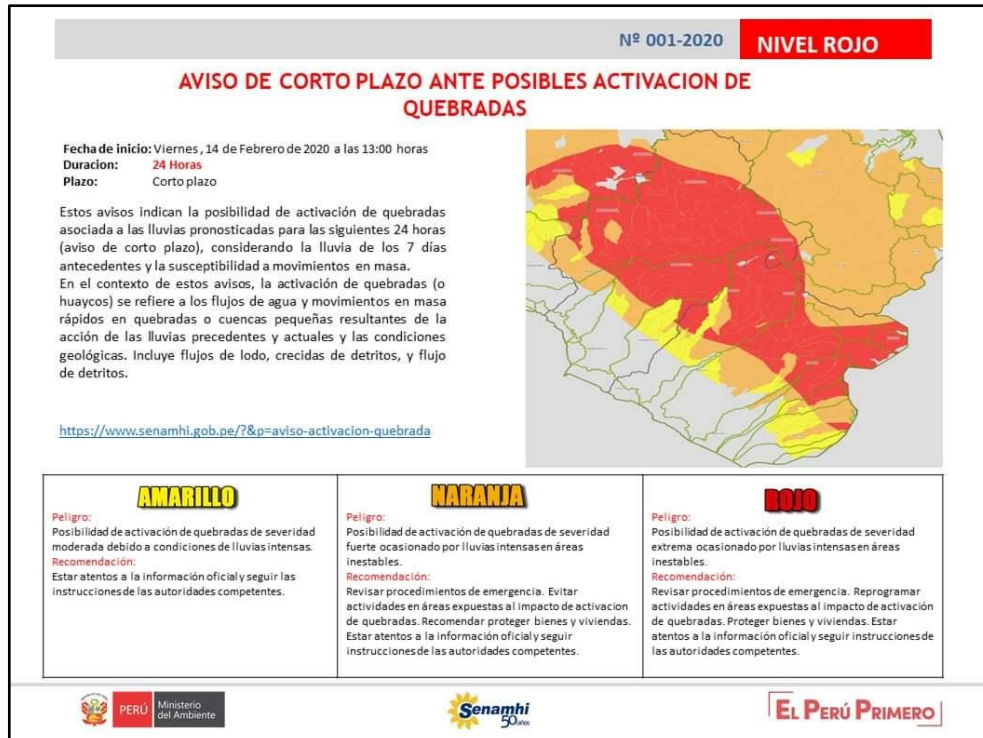 Nº 001-2020
NIVEL ROJO
AVISO DE CORTO PLAZO ANTE POSIBLES ACTIVACION DE
QUEBRADAS
Fecha de inicio: Viernes, 14 de Febrero de 2020 a las 13:00 horas
Duracion: 24 Horas
Plazo: Corto plazo
Estos avisos indican la posibilidad de activación de quebradas
asociada a las lluvias pronosticadas para las siguientes 24 horas
(aviso de corto plazo), considerando la lluvia de los 7 días
antecedentes y la susceptibilidad a movimientos en masa.
En el contexto de estos avisos, la activación de quebradas (o
huaycos) se refiere a los flujos de agua y movimientos en masa
rápidos en quebradas o cuencas pequeñas resultantes de la
acción de las lluvias precedentes y actuales y las condiciones
geológicas. Incluye flujos de lodo, crecidas de detritos, y flujo
de detritos.
https://www.senamhi.gob.pe/?&p=aviso-activacion-quebrada
AMARILLO
Peligro:
Posibilidad de activación de quebradas de severidad
moderada debido a condiciones de lluvias intensas.
Recomendación:
Estar atentos a la información oficial y seguir las
instrucciones de las autoridades competentes.
NARANJA
Peligro:
Posibilidad de activación de quebradas de severidad
fuerte ocasionado por lluvias intensas en áreas
inestables.
Recomendación:
Revisar procedimientos de emergencia. Evitar
actividades en áreas expuestas al impacto de activacion
de quebradas. Recomendar proteger bienes y viviendas.
Estar atentos a la información oficial y seguir
instrucciones de las autoridades competentes.
ROJO
Peligro:
Posibilidad de activación de quebradas de severidad
extrema ocasionado por lluvias intensas en áreas
inestables.
Recomendación:
Revisar procedimientos de emergencia. Reprogramar
actividades en áreas expuestas al impacto de activación
de quebradas. Proteger bienes y viviendas. Estar
atentos a la información oficial y seguir instrucciones de
las autoridades competentes.
PERÚ
Ministerio
del Ambiente
Senamhi
50 años
EL PERÚ PRIMERO